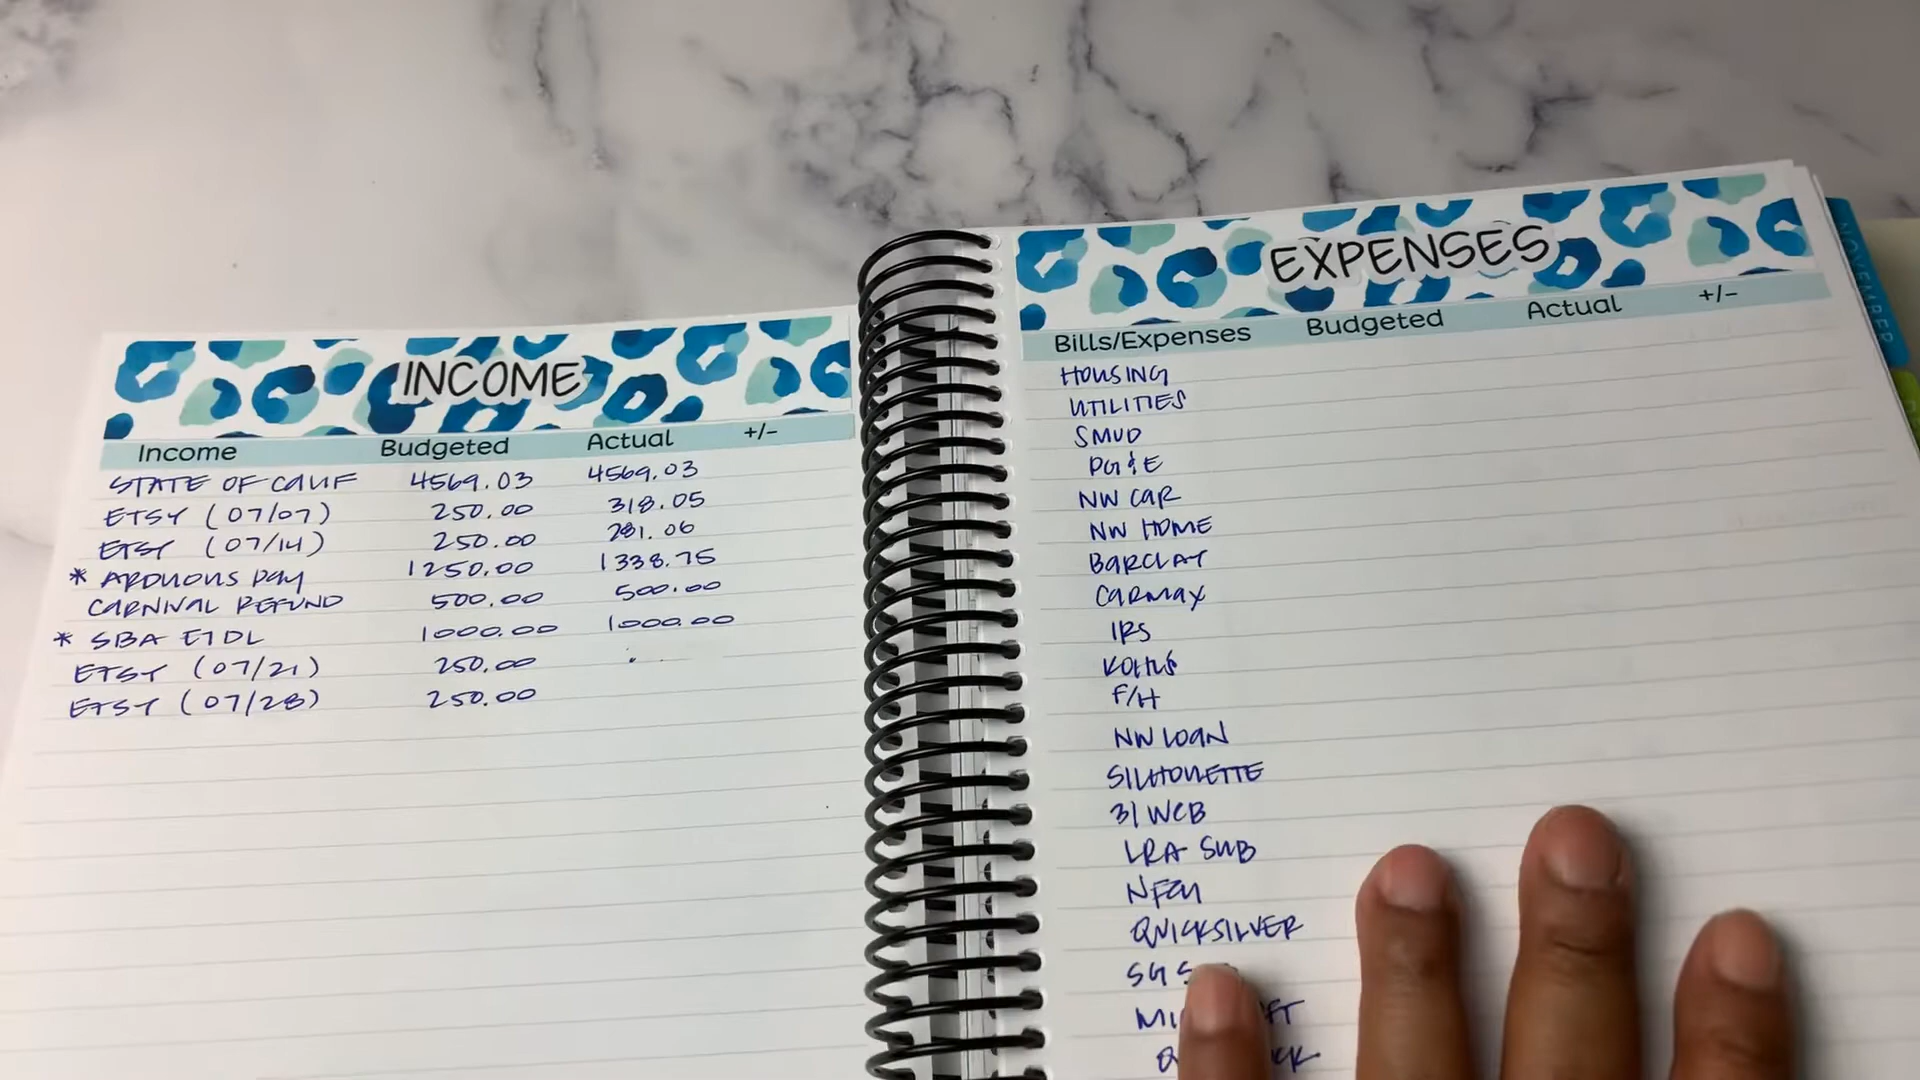 INCOME
Income Budgeted Actual +/-
STATE OF CALIF 4569.03 4569.03
ETSY (07/07) 250.00 318.05
ETSY (07/14) 250.00 281.06
* ARDUOUS PAY 1250.00 1338.75
CARNIVAL REFUND 500.00 500.00
* SBA EIDL 1000.00 1000.00
ETSY (07/21) 250.00
ETSY (07/28) 250.00
EXPENSES
Bills/Expenses Budgeted Actual +/-
HOUSING
UTILITIES
SMUD
PG&E
NW CAR
NW HOME
BARCLAY
CARMAX
IRS
KOHLS
F/H
NW LOAN
SILHOUETTE
31 WCB
LRA SUB
NFCU
QUICKSILVER
SG
NOVEMBER